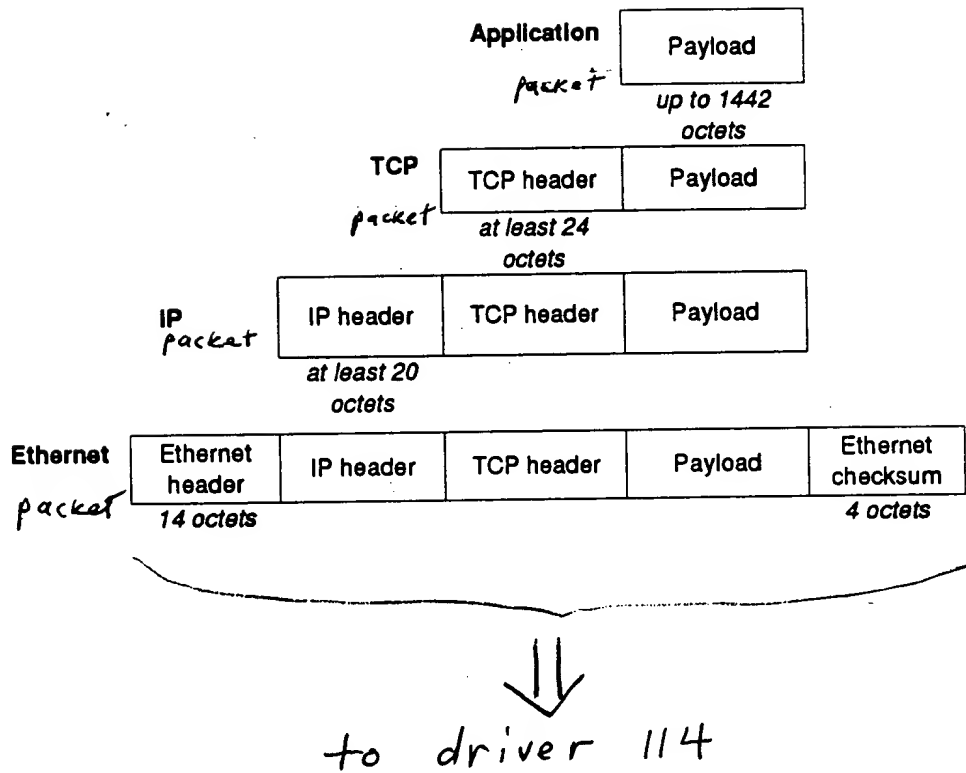 Application
packet
Payload
up to 1442
octets
TCP
packet
TCP header
Payload
at least 24
octets
IP
packet
IP header
TCP header
Payload
at least 20
octets
Ethernet
packet
Ethernet
header
IP header
TCP header
Payload
Ethernet
checksum
14 octets
4 octets
to driver 114